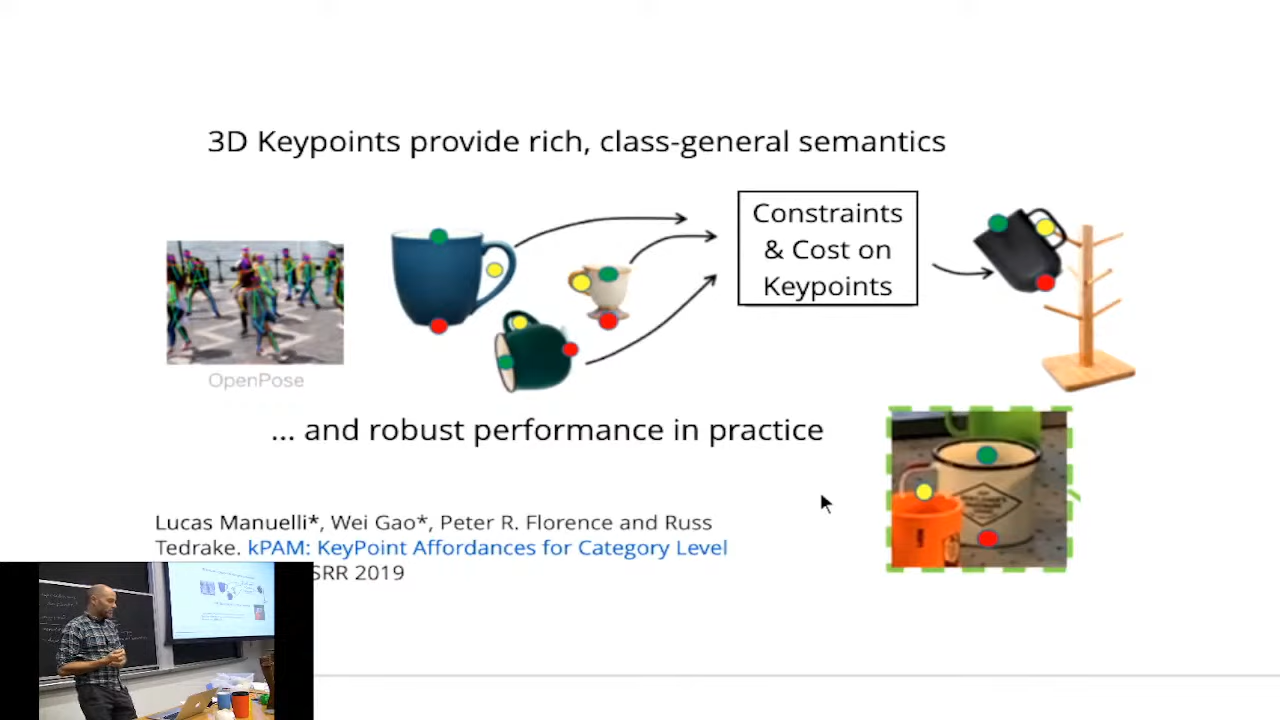 3D Keypoints provide rich, class-general semantics
Constraints
& Cost on
Keypoints
OpenPose
... and robust performance in practice
Lucas Manuelli*, Wei Gao*, Peter R. Florence and Russ
Tedrake. kPAM: KeyPoint Affordances for Category Level
SRR 2019